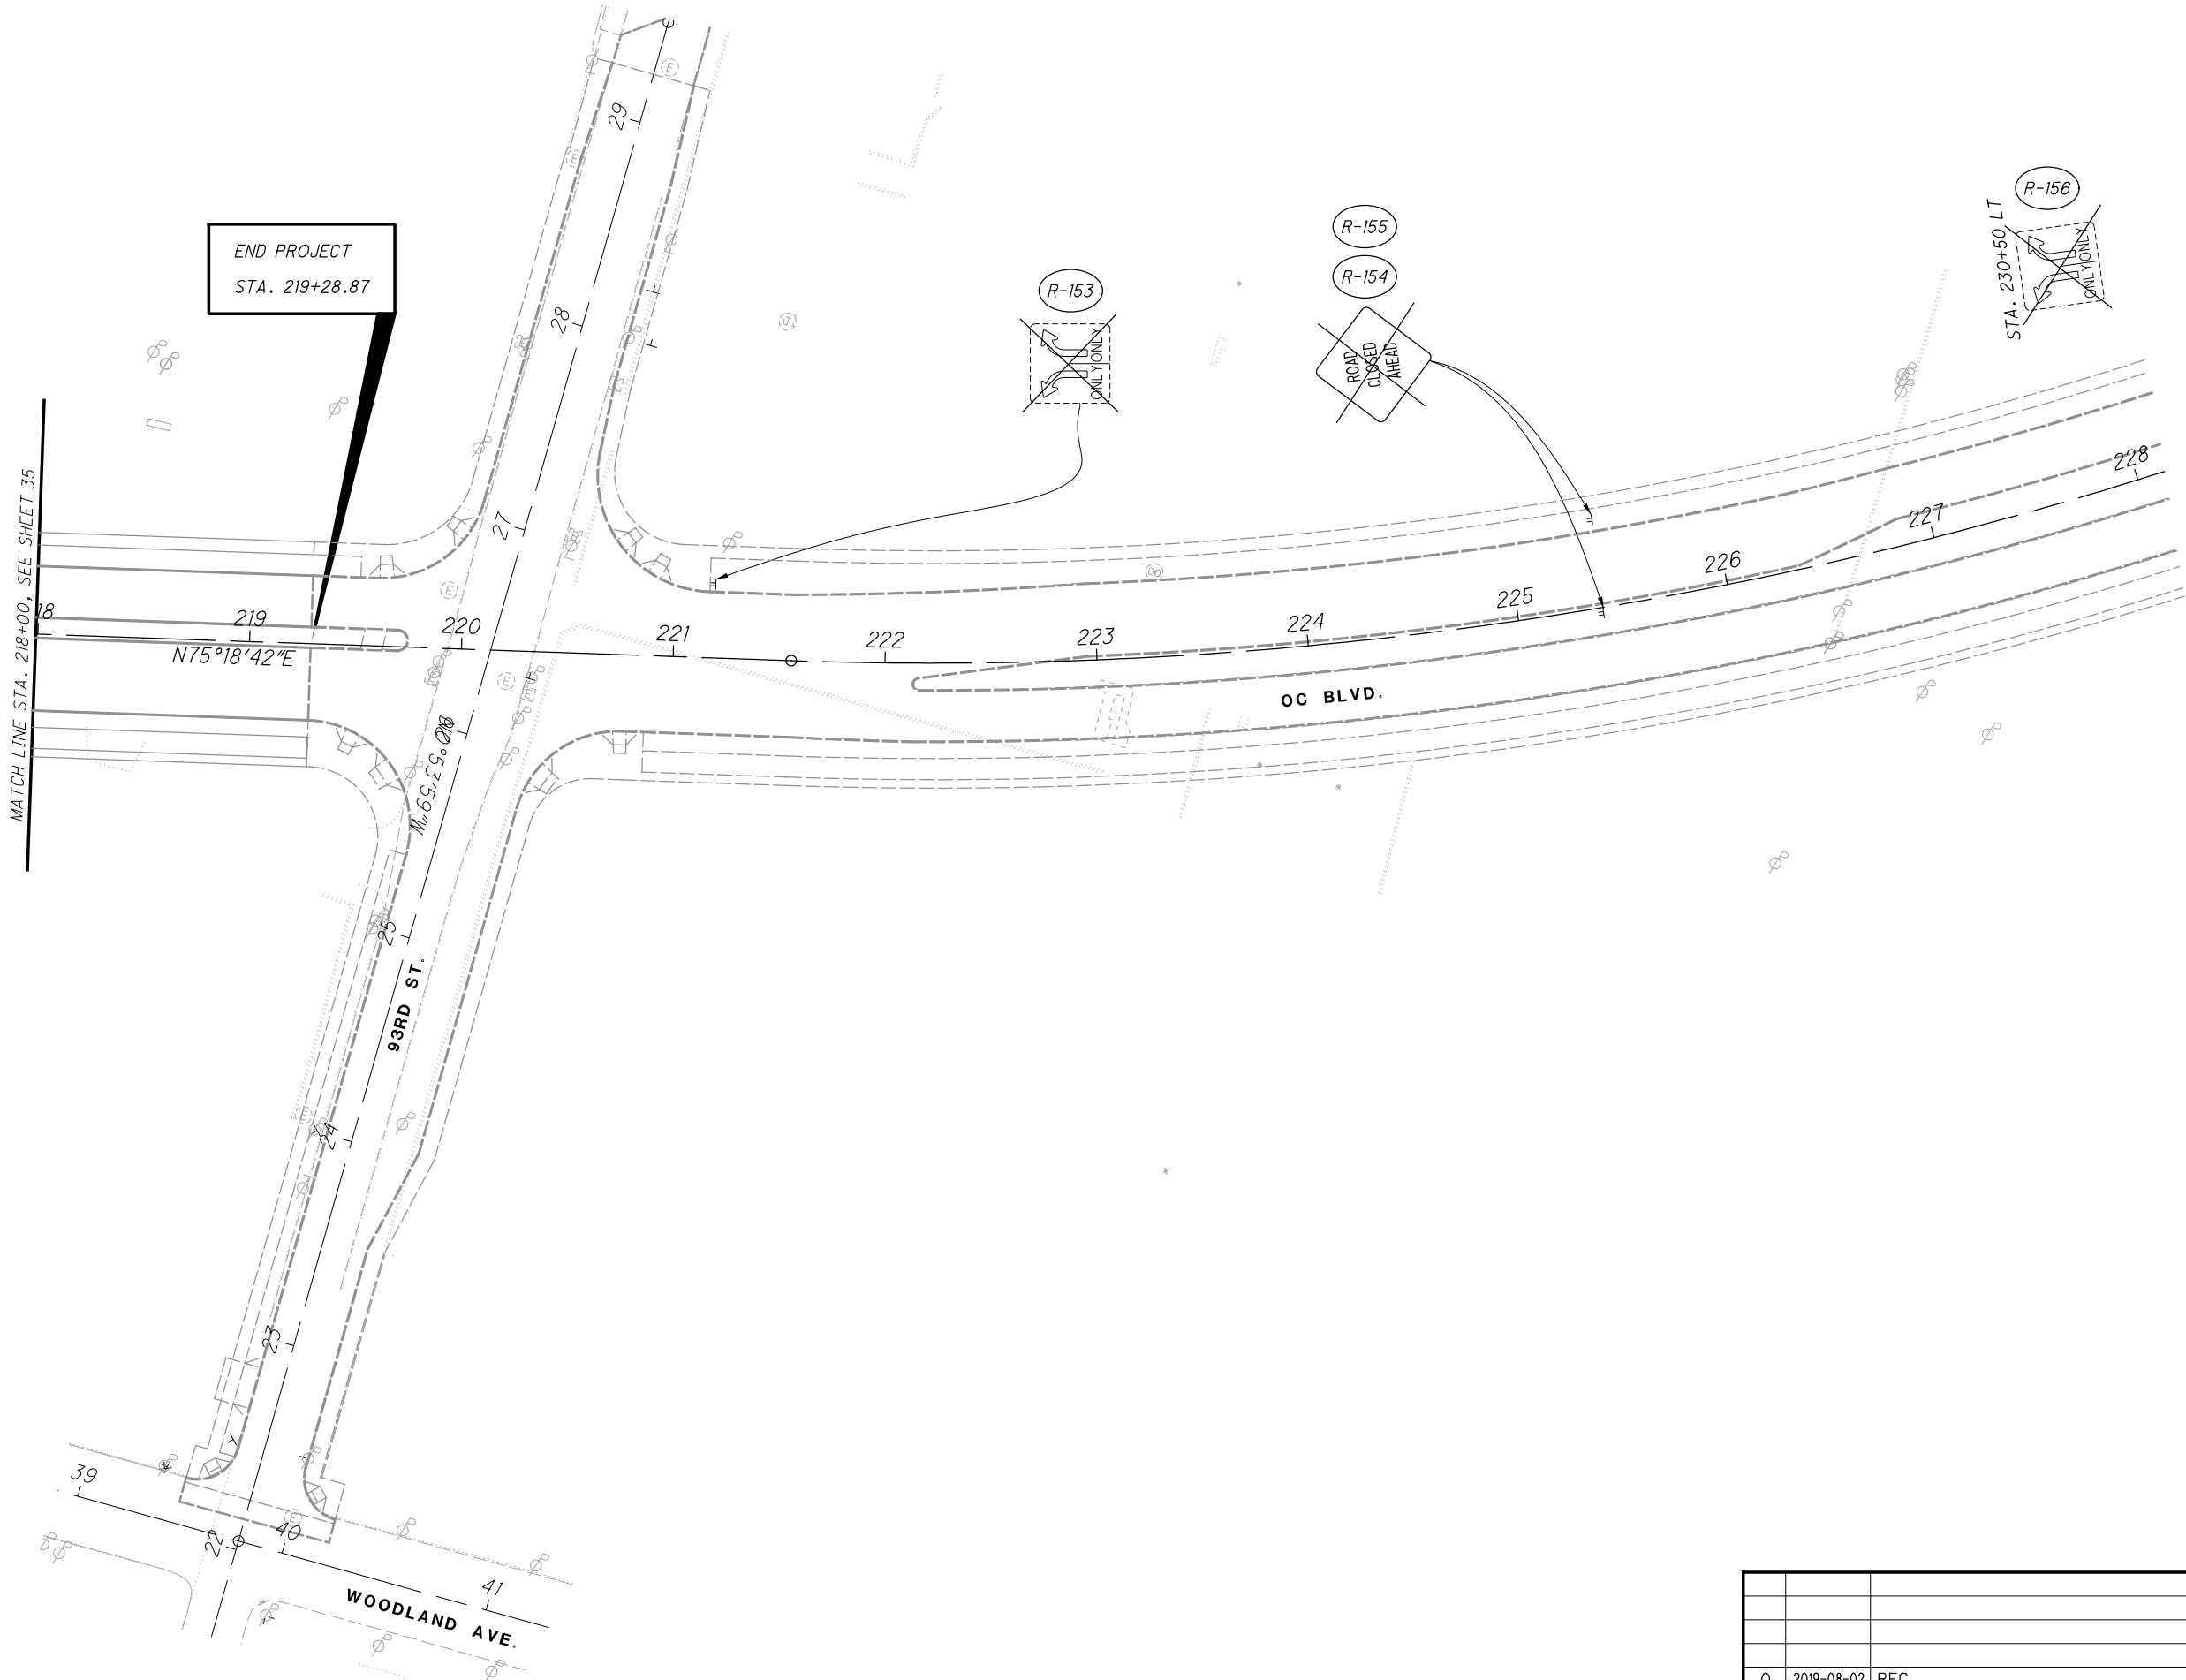 END PROJECT
STA. 219+28.87
MATCH LINE STA. 218+00, SEE SHEET 35
18
219
220
221
222
223
224
225
226
227
228
N75°18'42"E
29
28
27
25
24
23
22
93RD ST.
OC BLVD.
R-153
ONLY ONLY
R-155
R-154
ROAD
CLOSED
AHEAD
R-156
STA. 230+50 LT
ONLY ONLY
39
40
41
WOODLAND AVE.
0 2019-08-02 REC